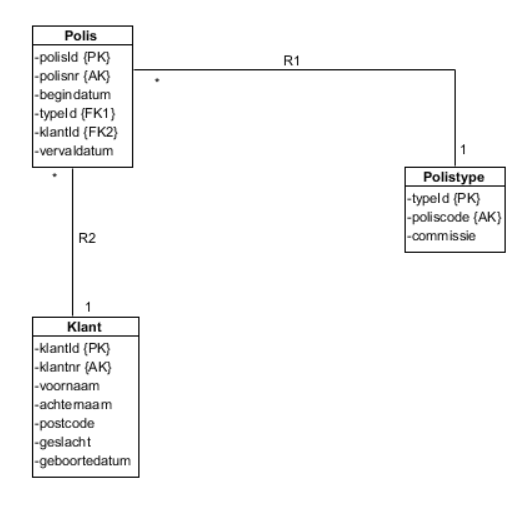 Polis
-polisId {PK}
-polisnr {AK}
-begindatum
-typeId {FK1}
-klantId {FK2}
-vervaldatum
*
R1
1
Polistype
-typeId {PK}
-poliscode {AK}
-commissie
*
R2
1
Klant
-klantId {PK}
-klantnr {AK}
-voornaam
-achternaam
-postcode
-geslacht
-geboortedatum